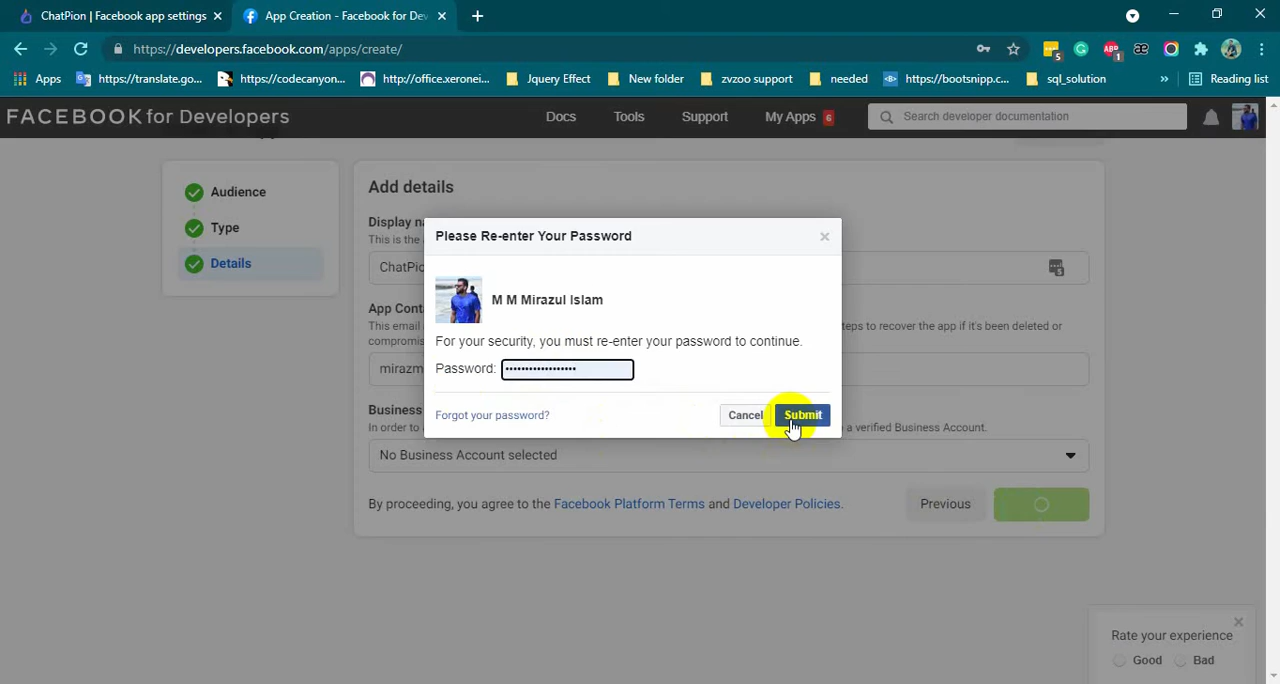 ChatPion | Facebook app settings
App Creation - Facebook for Dev
https://developers.facebook.com/apps/create/
Apps
https://translate.go...
https://codecanyon...
http://office.xeronei...
Jquery Effect
New folder
zvzoo support
needed
https://bootsnipp.c...
sql_solution
»
Reading list
5
ABP
1
æ
FACEBOOK for Developers
Docs
Tools
Support
My Apps
6
Search developer documentation
Audience
Type
Details
Add details
Display
This is the
App Cont
This email
steps to recover the app if it's been deleted or
compromis
mirazm
Business
In order to a
a verified Business Account.
No Business Account selected
By proceeding, you agree to the Facebook Platform Terms and Developer Policies.
Previous
Please Re-enter Your Password
M M Mirazul Islam
For your security, you must re-enter your password to continue.
Password: ••••••••••••••••••
Forgot your password?
Cancel
Submit
Rate your experience
Good
Bad